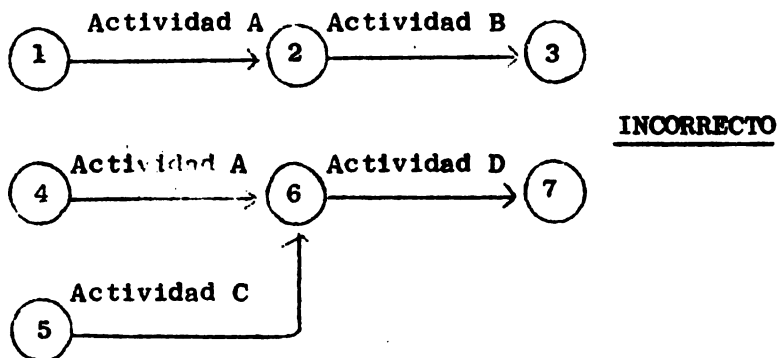 Actividad A Actividad B
1 2 3
INCORRECTO
Actividad A Actividad D
4 6 7
Actividad C
5